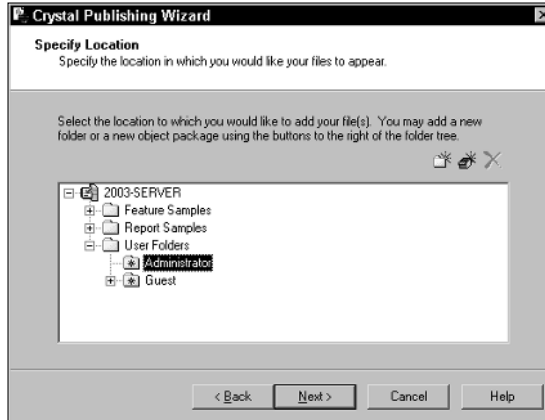 Crystal Publishing Wizard
Specify Location
Specify the location in which you would like your files to appear.
Select the location to which you would like to add your file(s). You may add a new
folder or a new object package using the buttons to the right of the folder tree.
2003-SERVER
Feature Samples
Report Samples
User Folders
Administrator
Guest
< Back
Next >
Cancel
Help